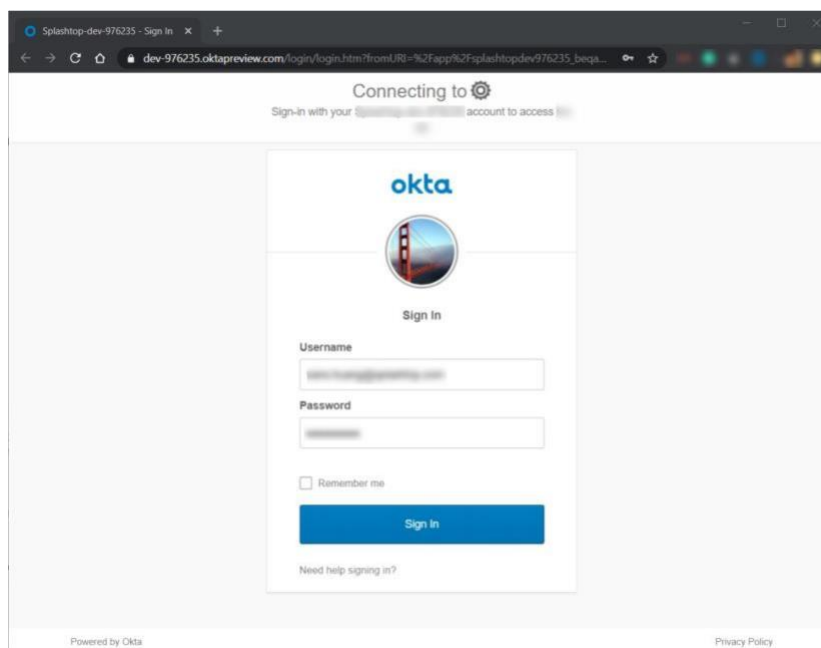 Splashtop-dev-976235 - Sign In
dev-976235.oktapreview.com/login/login.htm?fromURI=%2Fapp%2Fsplashtopdev976235_beqa...
Connecting to
Sign-in with your account to access
okta
Sign In
Username
Password
Remember me
Sign In
Need help signing in?
Powered by Okta
Privacy Policy